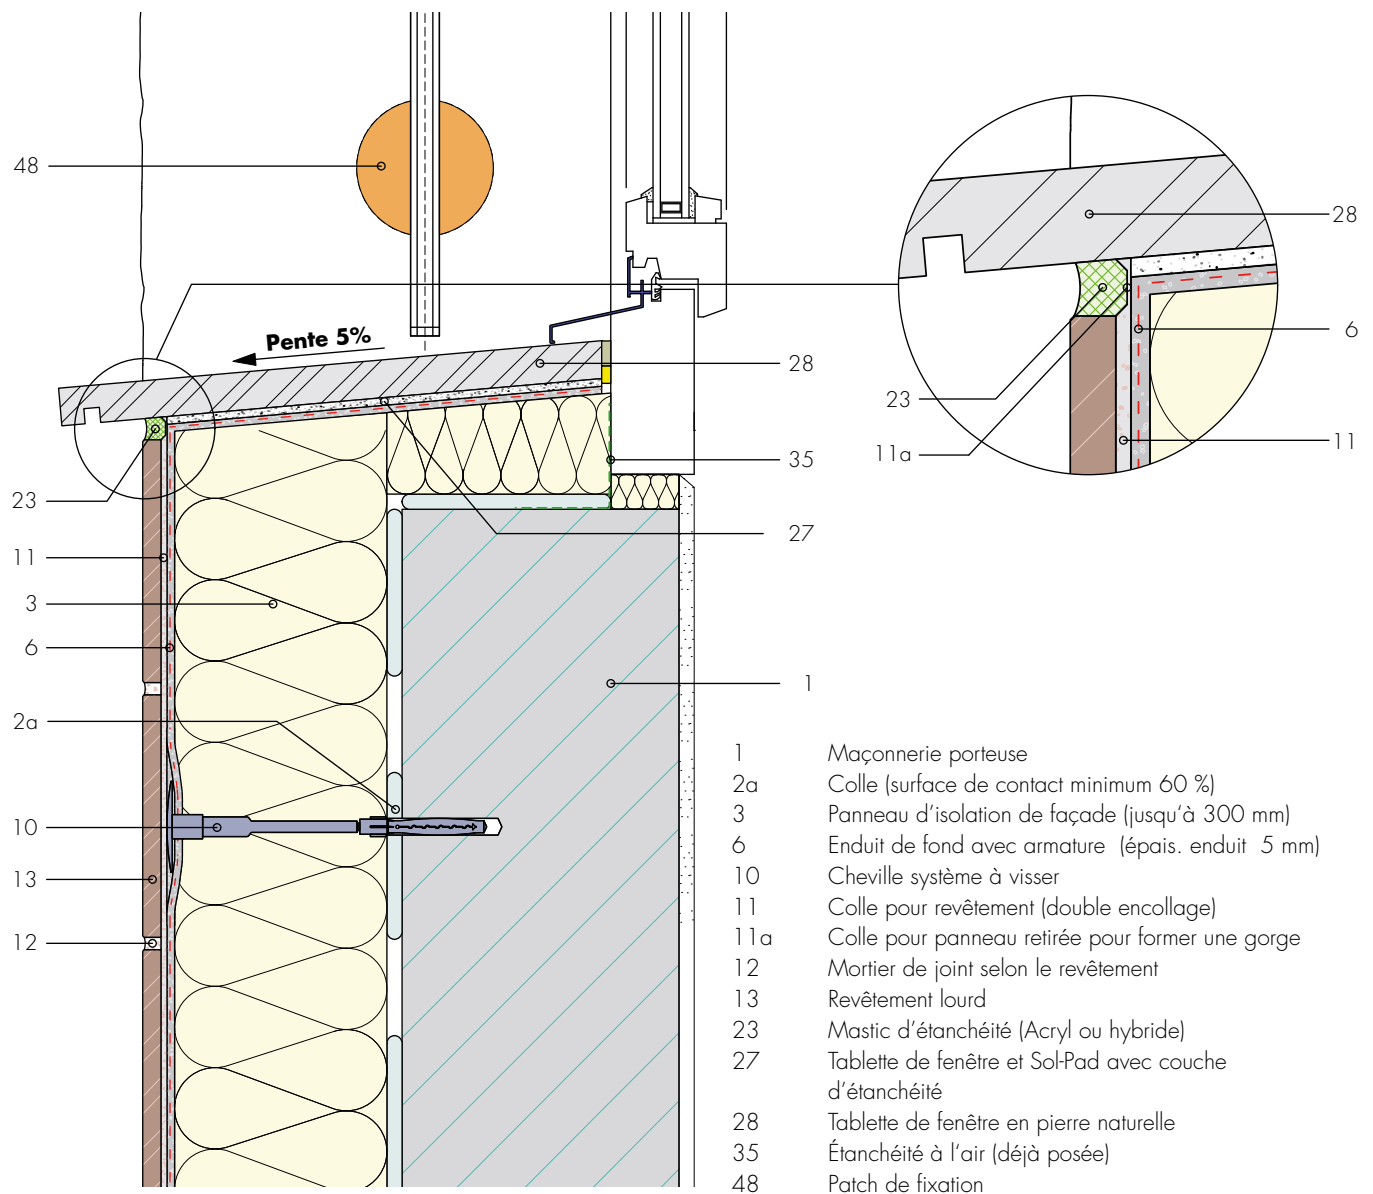 48
28
Pente 5%
6
28
23
11a
11
35
23
27
11
3
6
1
2a
10
13
12
1 Maçonnerie porteuse
2a Colle (surface de contact minimum 60 %)
3 Panneau d'isolation de façade (jusqu'à 300 mm)
6 Enduit de fond avec armature (épais. enduit 5 mm)
10 Cheville système à visser
11 Colle pour revêtement (double encollage)
11a Colle pour panneau retirée pour former une gorge
12 Mortier de joint selon le revêtement
13 Revêtement lourd
23 Mastic d'étanchéité (Acryl ou hybride)
27 Tablette de fenêtre et Sol-Pad avec couche
d'étanchéité
28 Tablette de fenêtre en pierre naturelle
35 Étanchéité à l'air (déjà posée)
48 Patch de fixation